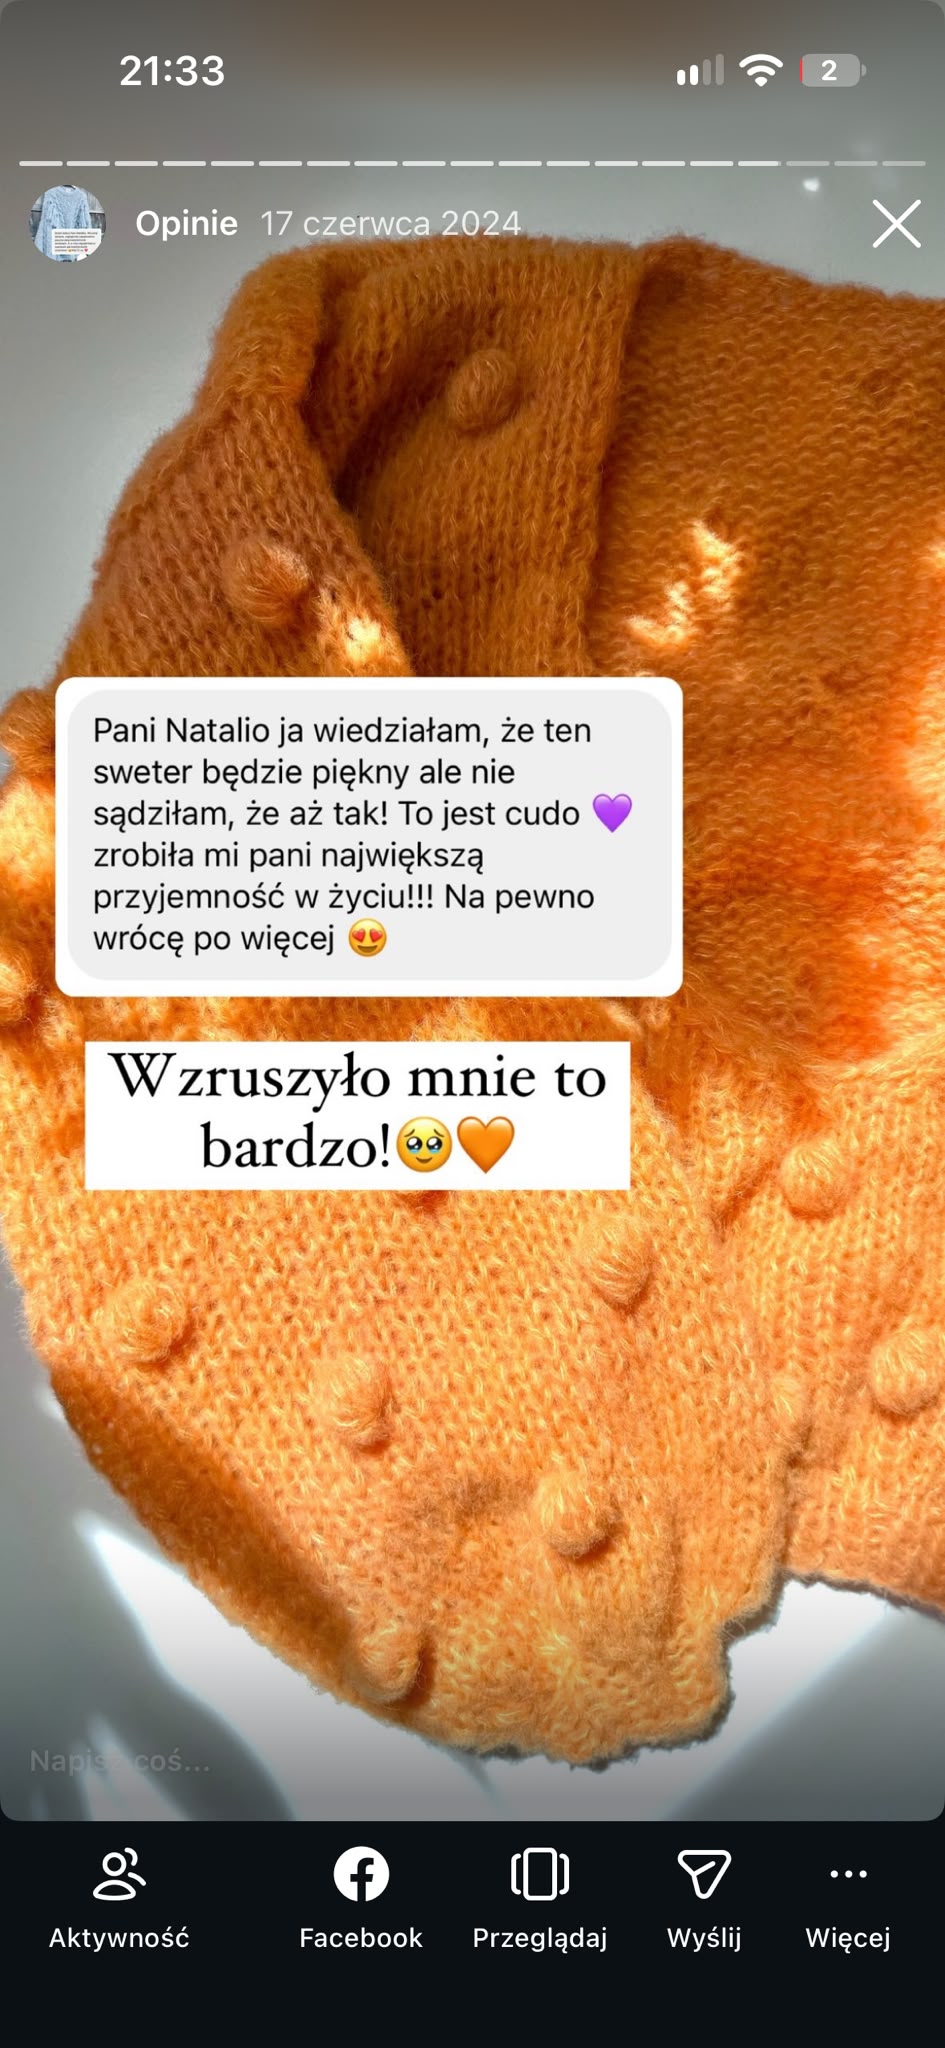 21:33
2
Opinie 17 czerwca 2024
Pani Natalio ja wiedziałam, że ten
sweter będzie piękny ale nie
sądziłam, że aż tak! To jest cudo 💜
zrobiła mi pani największą
przyjemność w życiu!!! Na pewno
wrócę po więcej 😍
Wzruszyło mnie to
bardzo!🥹🧡
Napisz coś...
Aktywność
Facebook
Przeglądaj
Wyślij
Więcej